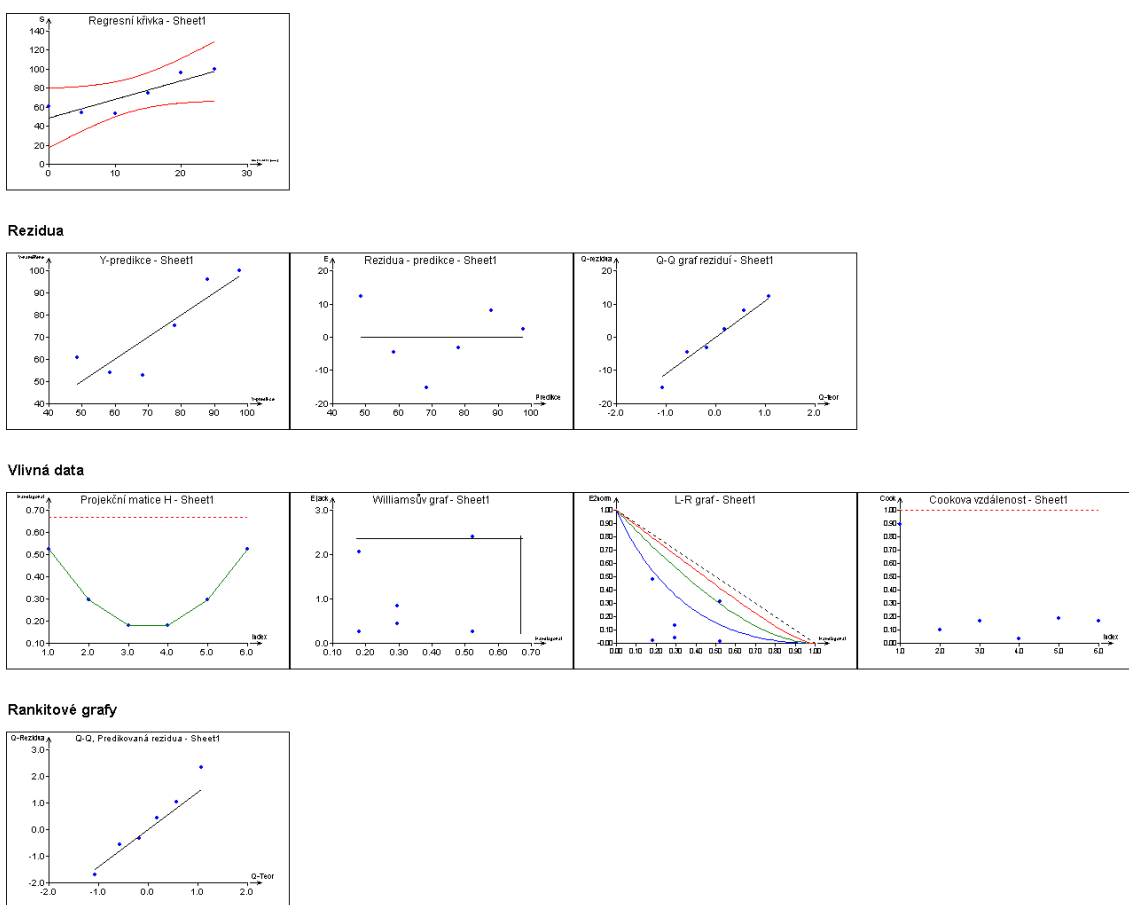 Regresní křivka - Sheet1
S
140
120
100
80
60
40
20
0
0 10 20 30
Rezidua
Y-predikce - Sheet1
100
90
80
70
60
50
40
40 50 60 70 80 90 100
Y-predikce
Rezidua - predikce - Sheet1
E
20
10
0
-10
-20
40 50 60 70 80 90 100
Predikce
Q-Q graf reziduí - Sheet1
Q-rezidua
20
10
0
-10
-20
-2.0 -1.0 0.0 1.0 2.0
Q-teor
Vlivná data
Projekční matice H - Sheet1
0.70
0.60
0.50
0.40
0.30
0.20
0.10
1.0 2.0 3.0 4.0 5.0 6.0
Index
Williamsův graf - Sheet1
E jack
3.0
2.0
1.0
0.0
0.10 0.20 0.30 0.40 0.50 0.60 0.70
L-R graf - Sheet1
E2norm
1.00
0.90
0.80
0.70
0.60
0.50
0.40
0.30
0.20
0.10
0.00
0.00 0.10 0.20 0.30 0.40 0.50 0.60 0.70 0.80 0.90 1.00
Cookova vzdálenost - Sheet1
Cook
1.00
0.90
0.80
0.70
0.60
0.50
0.40
0.30
0.20
0.10
0.00
1.0 2.0 3.0 4.0 5.0 6.0
Index
Rankitové grafy
Q-Q, Predikovaná rezidua - Sheet1
Q-Rezidua
3.0
2.0
1.0
0.0
-1.0
-2.0
-2.0 -1.0 0.0 1.0 2.0
Q-Teor